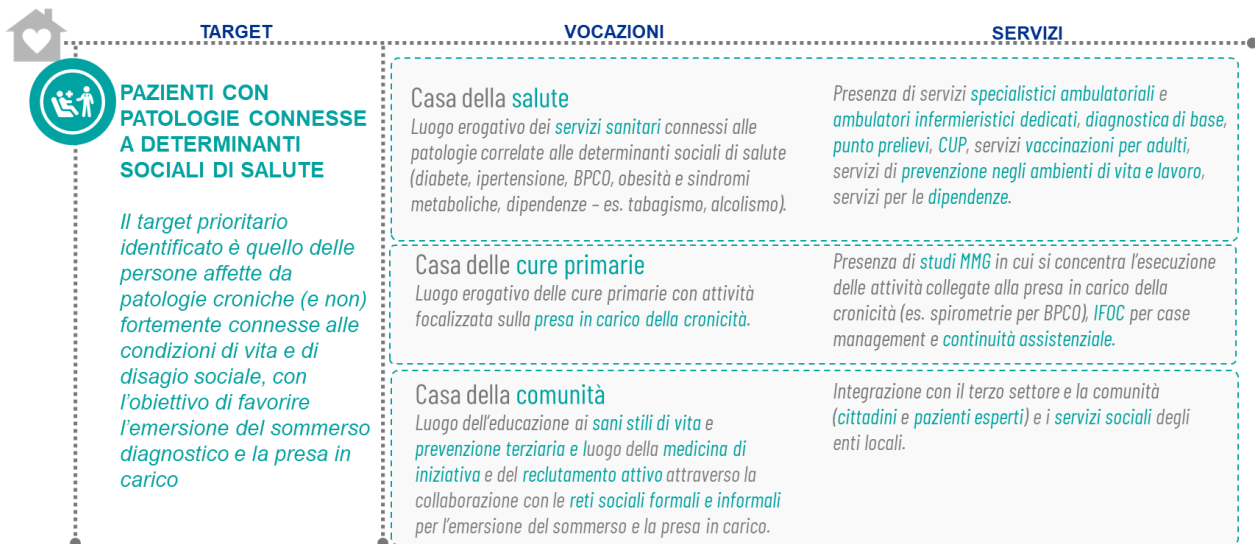 TARGET
VOCAZIONI
SERVIZI
PAZIENTI CON
PATOLOGIE CONNESSE
A DETERMINANTI
SOCIALI DI SALUTE
Il target prioritario
identificato è quello delle
persone affette da
patologie croniche (e non)
fortemente connesse alle
condizioni di vita e di
disagio sociale, con
l'obiettivo di favorire
l'emersione del sommerso
diagnostico e la presa in
carico
Casa della salute
Luogo erogativo dei servizi sanitari connessi alle
patologie correlate alle determinanti sociali di salute
(diabete, ipertensione, BPCO, obesità e sindromi
metaboliche, dipendenze – es. tabagismo, alcolismo).
Presenza di servizi specialistici ambulatoriali e
ambulatori infermieristici dedicati, diagnostica di base,
punto prelievi, CUP, servizi vaccinazioni per adulti,
servizi di prevenzione negli ambienti di vita e lavoro,
servizi per le dipendenze.
Casa delle cure primarie
Luogo erogativo delle cure primarie con attività
focalizzata sulla presa in carico della cronicità.
Presenza di studi MMG in cui si concentra l'esecuzione
delle attività collegate alla presa in carico della
cronicità (es. spirometrie per BPCO), IFOC per case
management e continuità assistenziale.
Casa della comunità
Luogo dell'educazione ai sani stili di vita e
prevenzione terziaria e luogo della medicina di
iniziativa e del reclutamento attivo attraverso la
collaborazione con le reti sociali formali e informali
per l'emersione del sommerso e la presa in carico.
Integrazione con il terzo settore e la comunità
(cittadini e pazienti esperti) e i servizi sociali degli
enti locali.